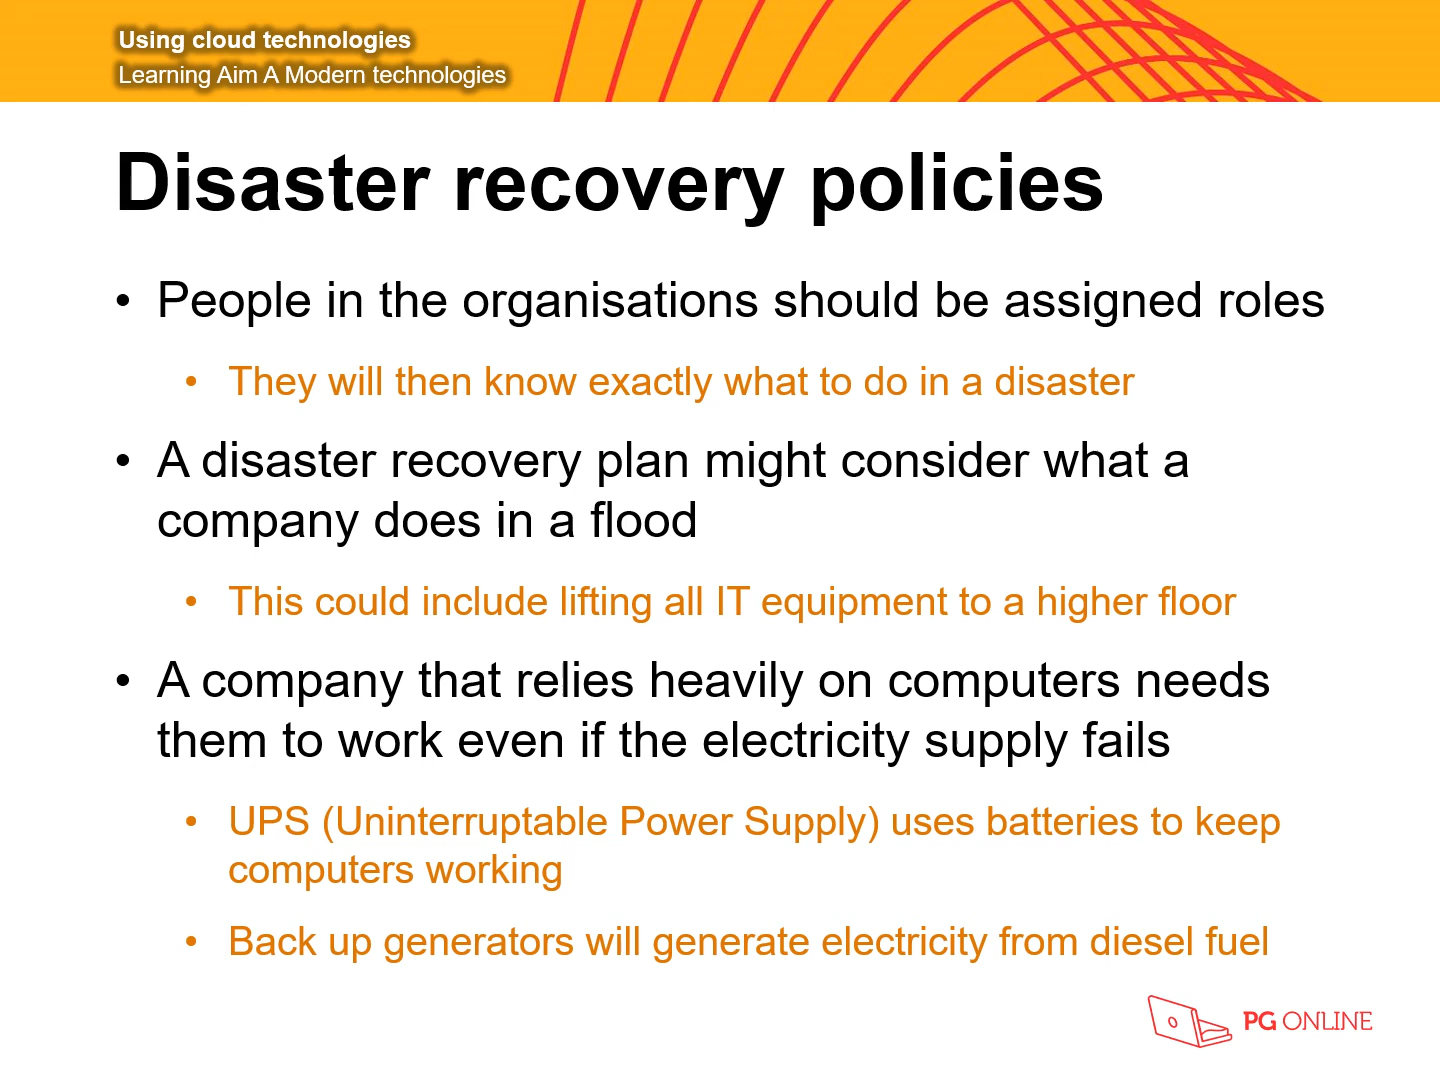 Using cloud technologies
Learning Aim A Modern technologies
Disaster recovery policies
• People in the organisations should be assigned roles
• They will then know exactly what to do in a disaster
• A disaster recovery plan might consider what a
company does in a flood
• This could include lifting all IT equipment to a higher floor
• A company that relies heavily on computers needs
them to work even if the electricity supply fails
• UPS (Uninterruptable Power Supply) uses batteries to keep
computers working
• Back up generators will generate electricity from diesel fuel
PG ONLINE